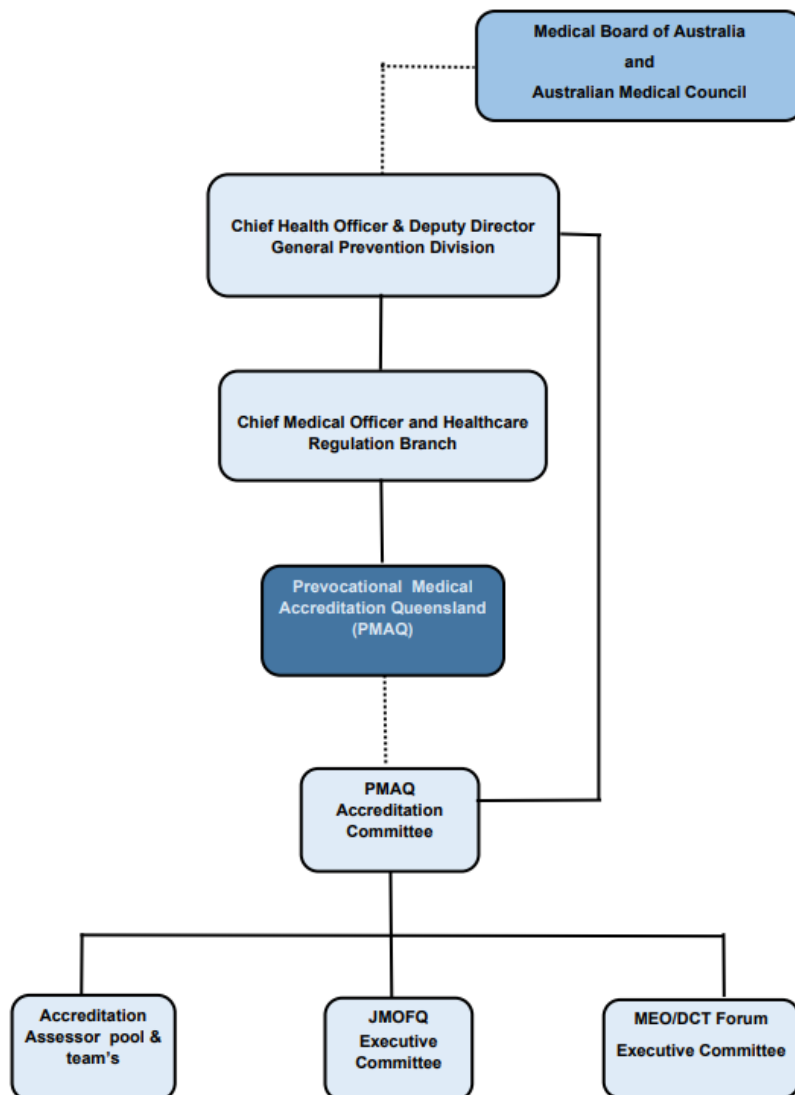 Medical Board of Australia
and
Australian Medical Council
Chief Health Officer & Deputy Director
General Prevention Division
Chief Medical Officer and Healthcare
Regulation Branch
Prevocational Medical
Accreditation Queensland
(PMAQ)
PMAQ
Accreditation
Committee
Accreditation
Assessor pool &
team's
JMOFQ
Executive
Committee
MEO/DCT Forum
Executive Committee